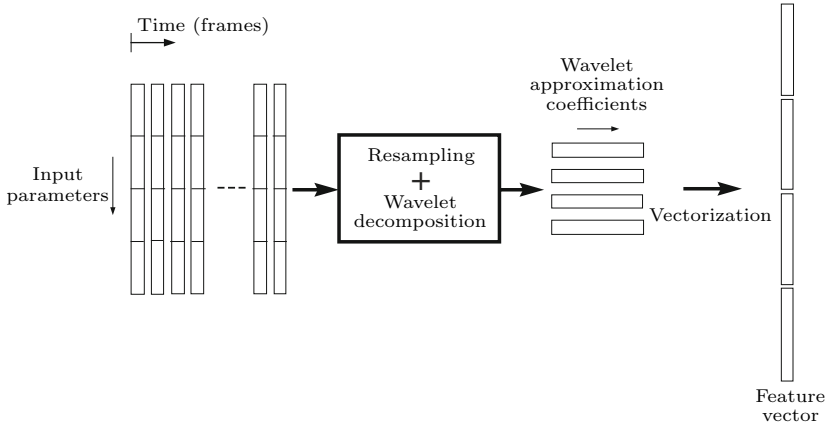 Time (frames)
Input
parameters
Resampling
+
Wavelet
decomposition
Wavelet
approximation
coefficients
Vectorization
Feature
vector